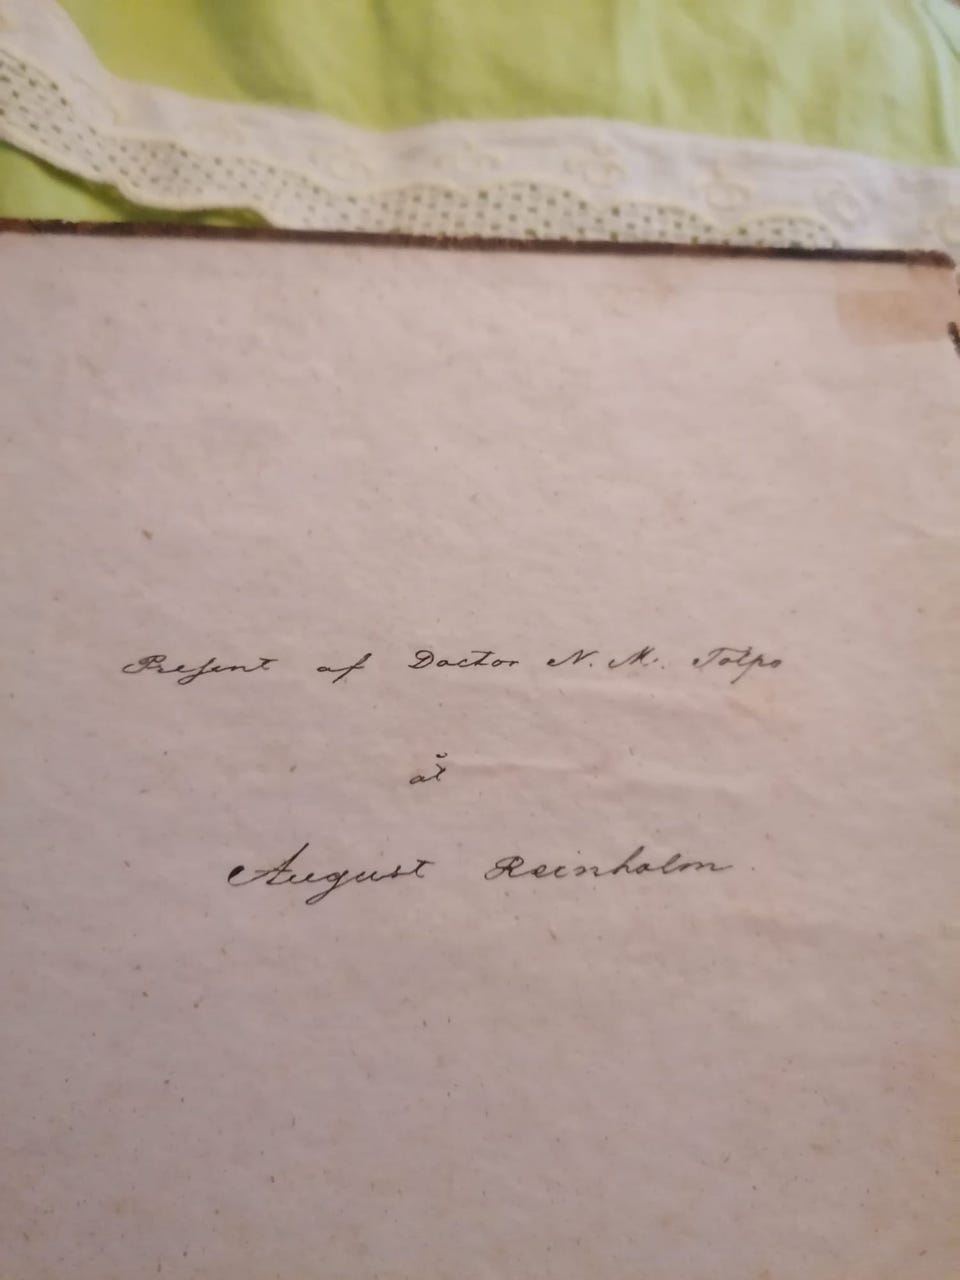 Present af Doctor N. M. Tolpo
åt
August Reinholm.